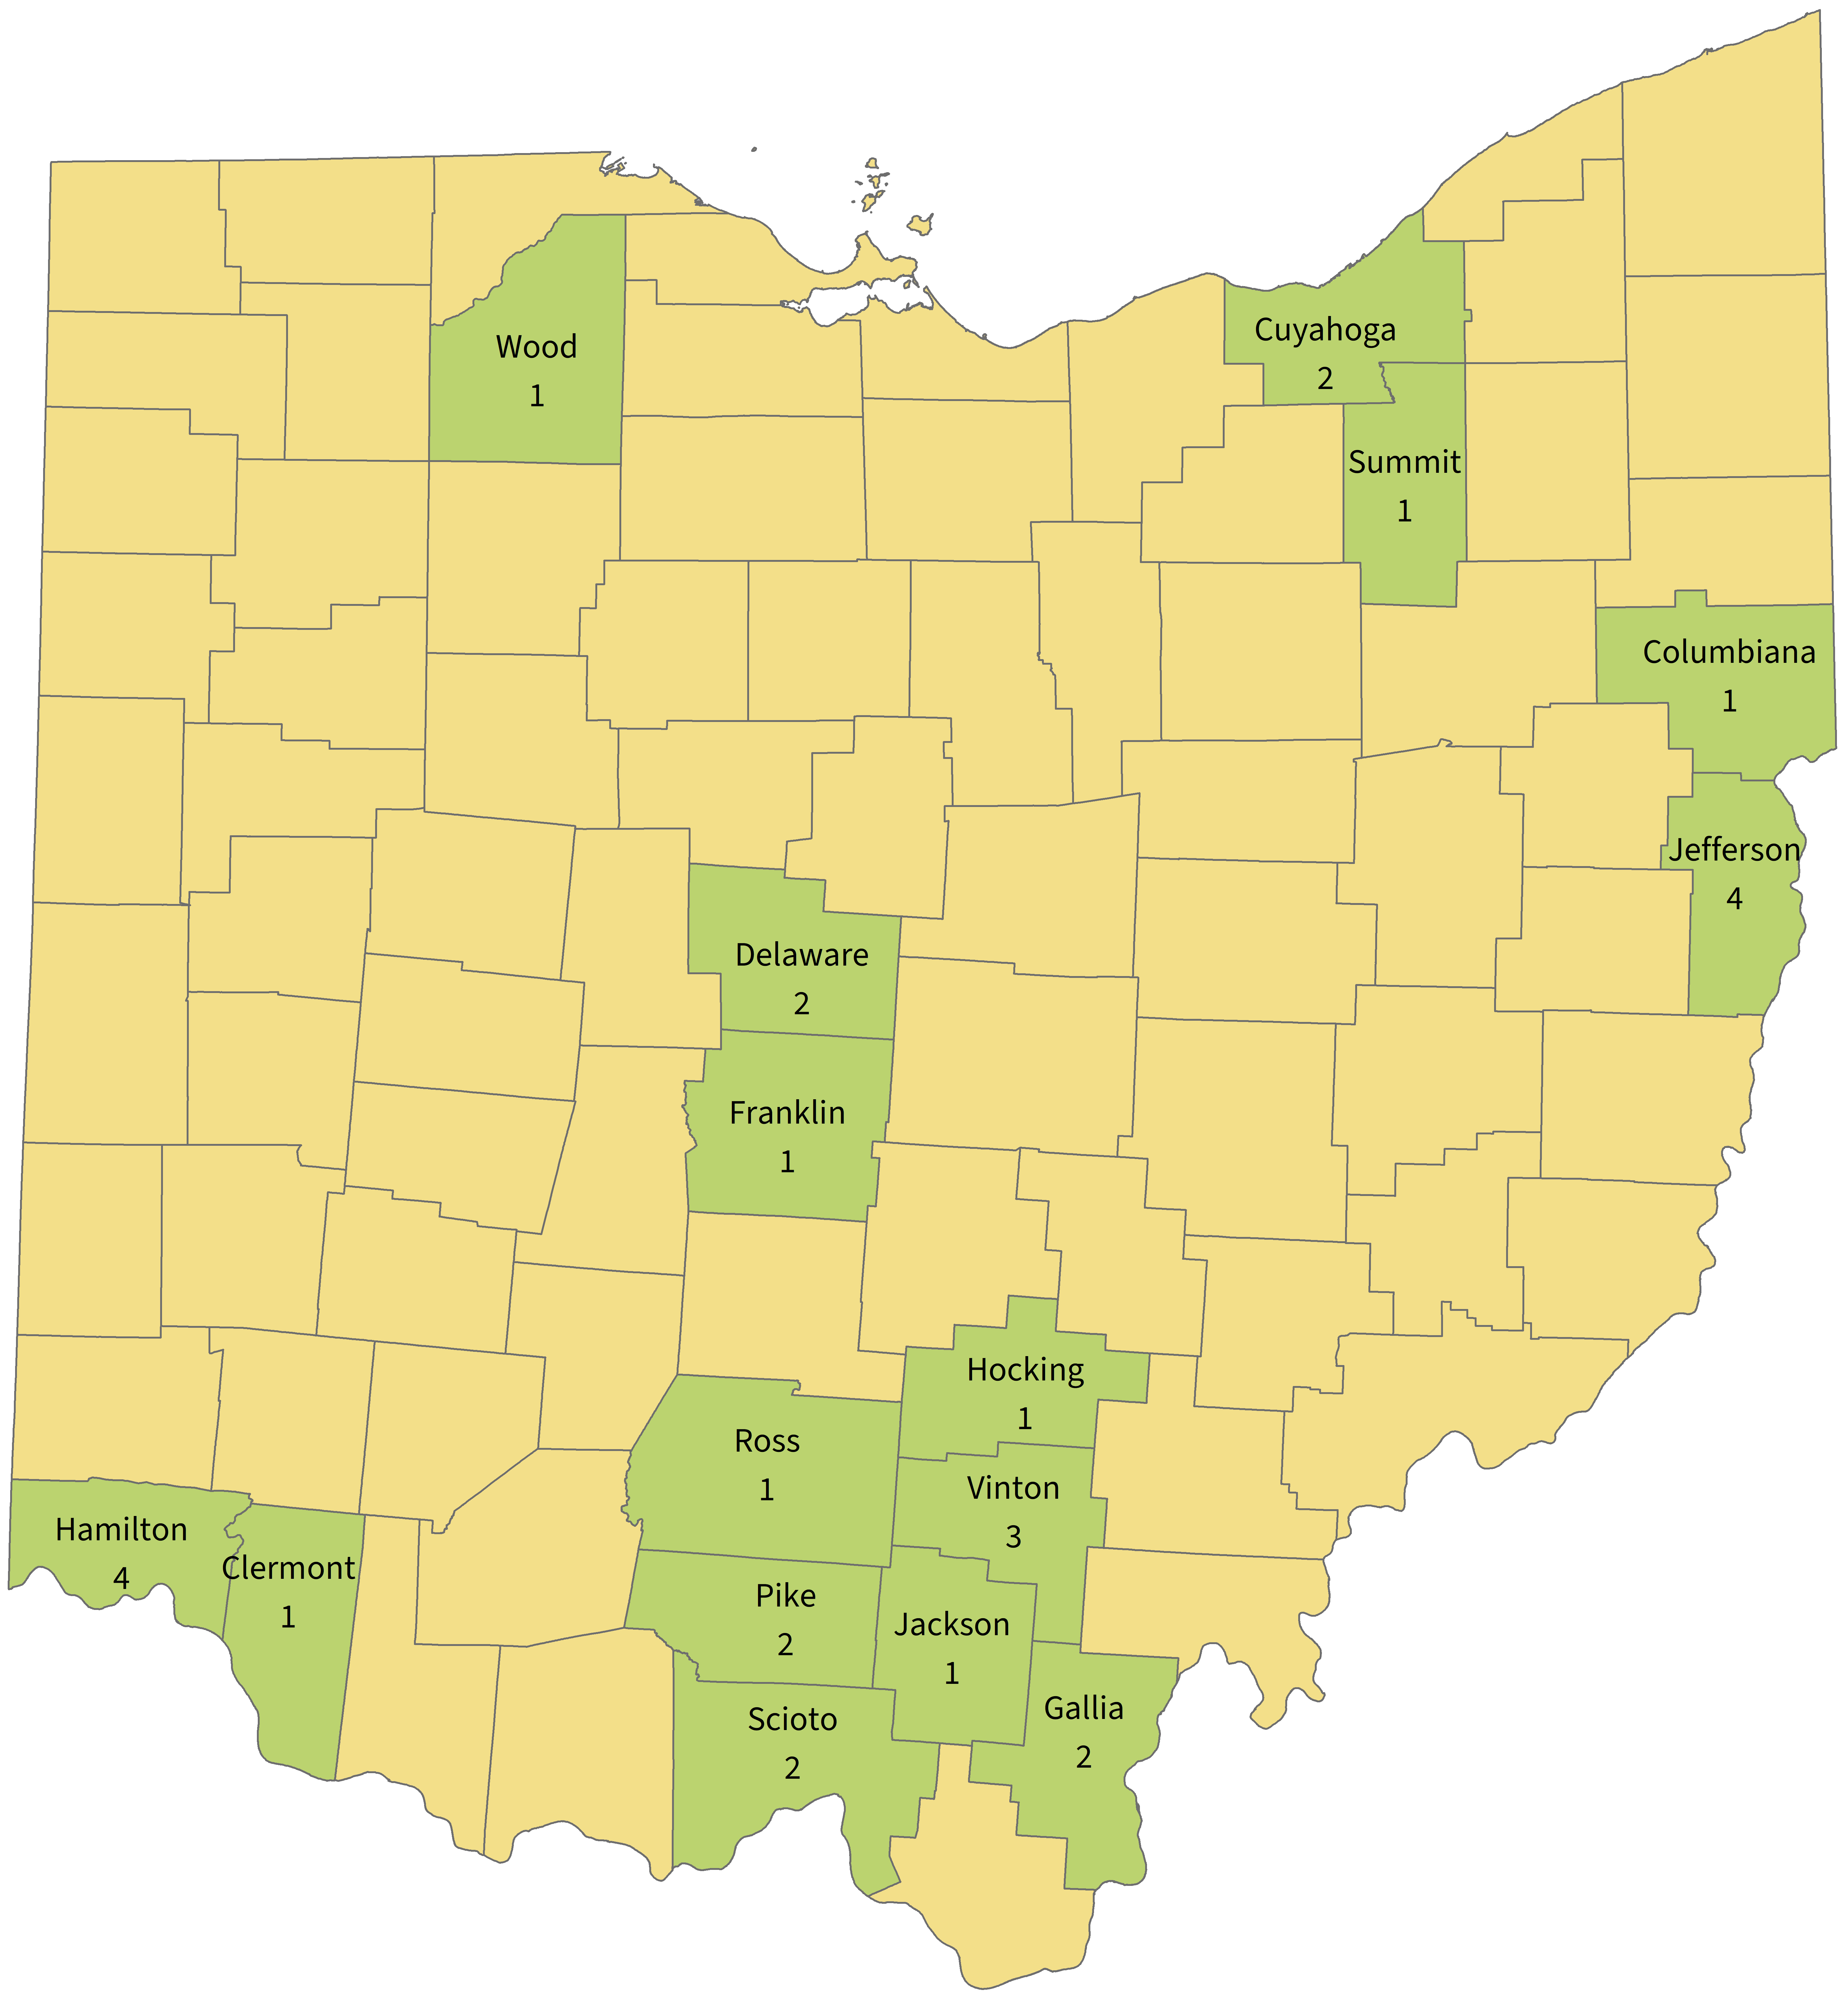 Wood
1
Cuyahoga
2
Summit
1
Columbiana
1
Jefferson
4
Delaware
2
Franklin
1
Hocking
1
Ross
1
Vinton
3
Hamilton
4
Clermont
1
Pike
2
Jackson
1
Scioto
2
Gallia
2